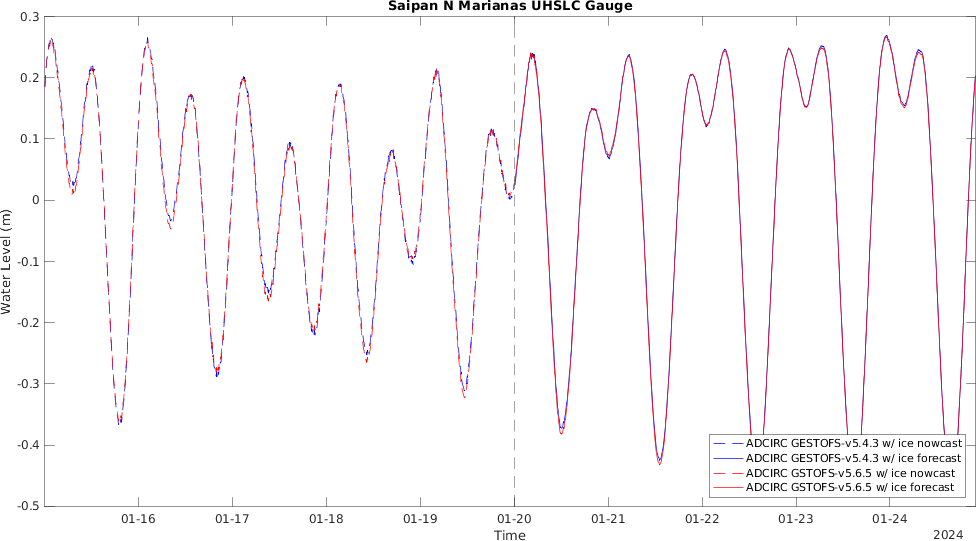 Saipan N Marianas UHSLC Gauge
0.3
0.2
0.1
0
-0.1
-0.2
-0.3
-0.4
-0.5
Water Level (m)
ADCIRC GESTOFS-v5.4.3 w/ ice nowcast
ADCIRC GESTOFS-v5.4.3 w/ ice forecast
ADCIRC GSTOFS-v5.6.5 w/ ice nowcast
ADCIRC GSTOFS-v5.6.5 w/ ice forecast
01-16 01-17 01-18 01-19 01-20 01-21 01-22 01-23 01-24
Time
2024